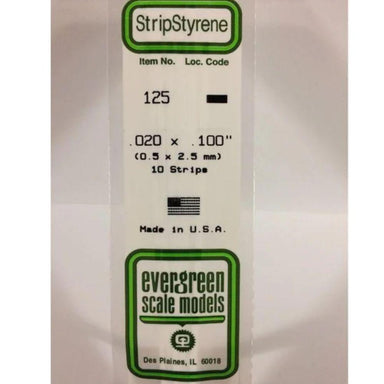 StripStyrene
Item No. Loc. Code
125
.020 x .100"
(0.5 x 2.5 mm)
10 Strips
Made in U.S.A.
evergreen
scale models
Des Plaines, IL 60018